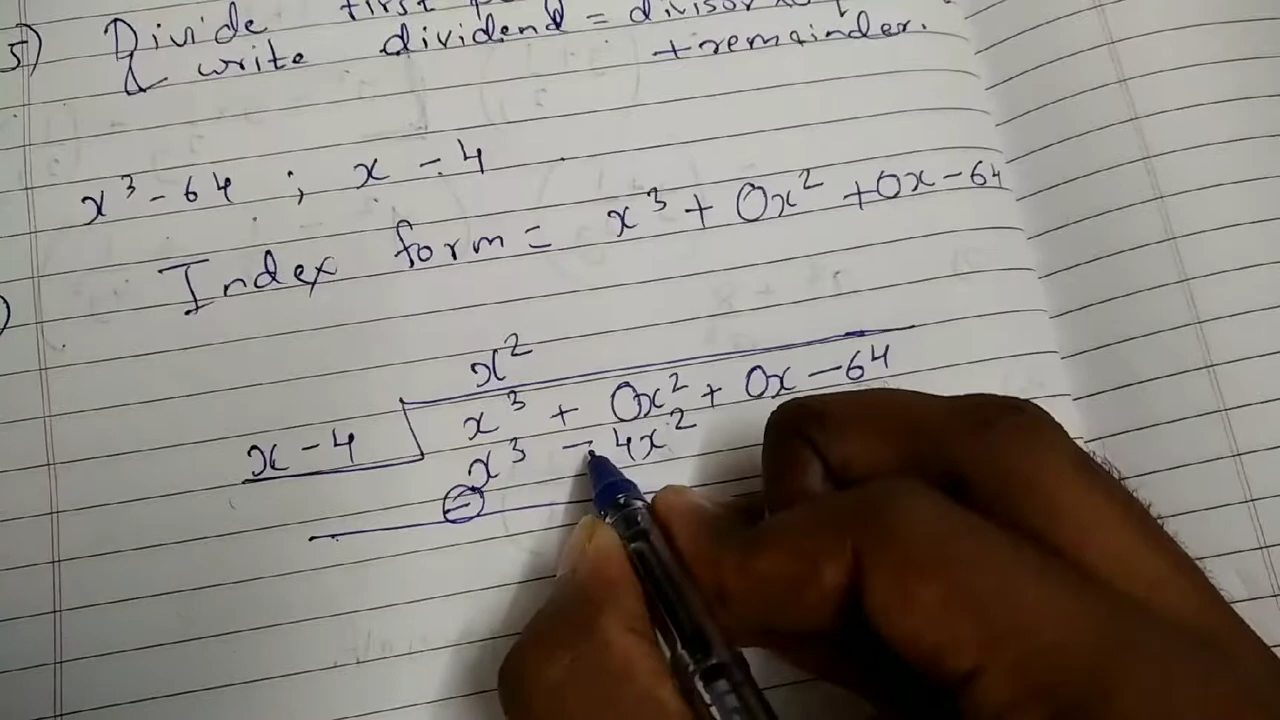 5) Divide first
& write dividend = divisor
+remainder.
x³ - 64 ; x - 4
Index form = x³ + 0x² + 0x - 64
)
x²
x - 4 x³ + 0x² + 0x - 64
x³ - 4x²
-